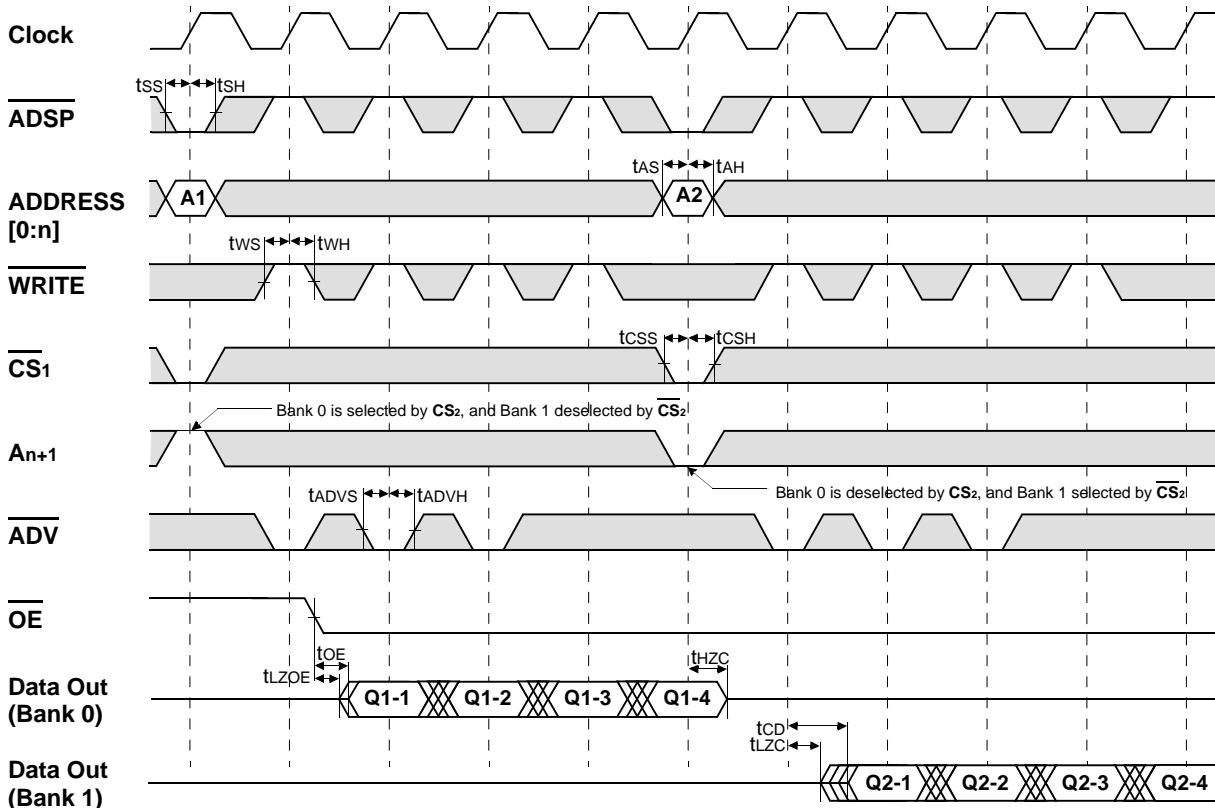 Clock
tSS tSH
ADSP
tAS tAH
ADDRESS
[0:n]
A1 A2
tWS tWH
WRITE
tCSS tCSH
CS1
Bank 0 is selected by CS2, and Bank 1 deselected by CS2
An+1
Bank 0 is deselected by CS2, and Bank 1 selected by CS2
tADVS tADVH
ADV
OE
tOE
tLZOE
tHZC
Data Out
(Bank 0)
Q1-1 Q1-2 Q1-3 Q1-4
tCD
tLZC
Data Out
(Bank 1)
Q2-1 Q2-2 Q2-3 Q2-4